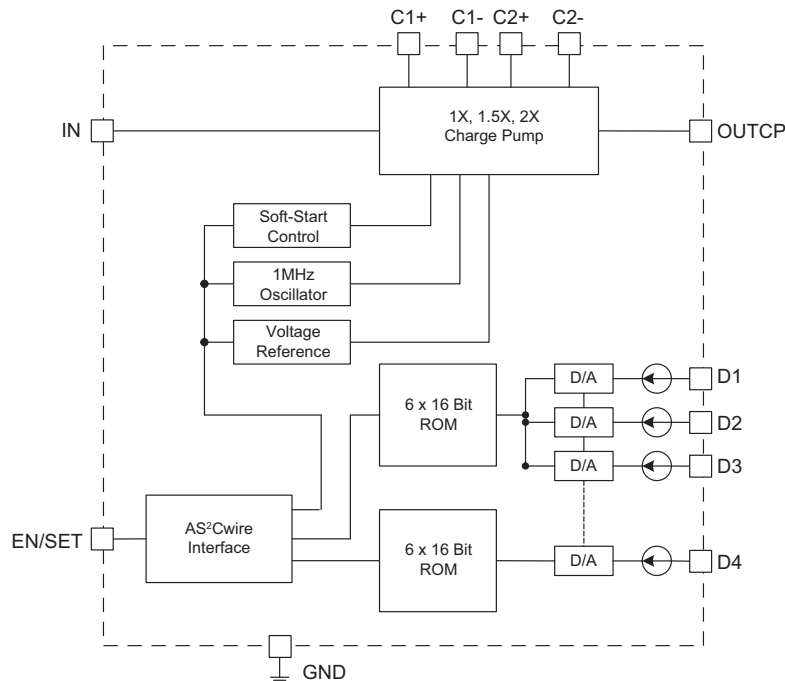 C1+ C1- C2+ C2-
IN
1X, 1.5X, 2X
Charge Pump
OUTCP
Soft-Start
Control
1MHz
Oscillator
Voltage
Reference
6 x 16 Bit
ROM
D/A
D1
D/A
D2
D/A
D3
EN/SET
AS²Cwire
Interface
6 x 16 Bit
ROM
D/A
D4
GND